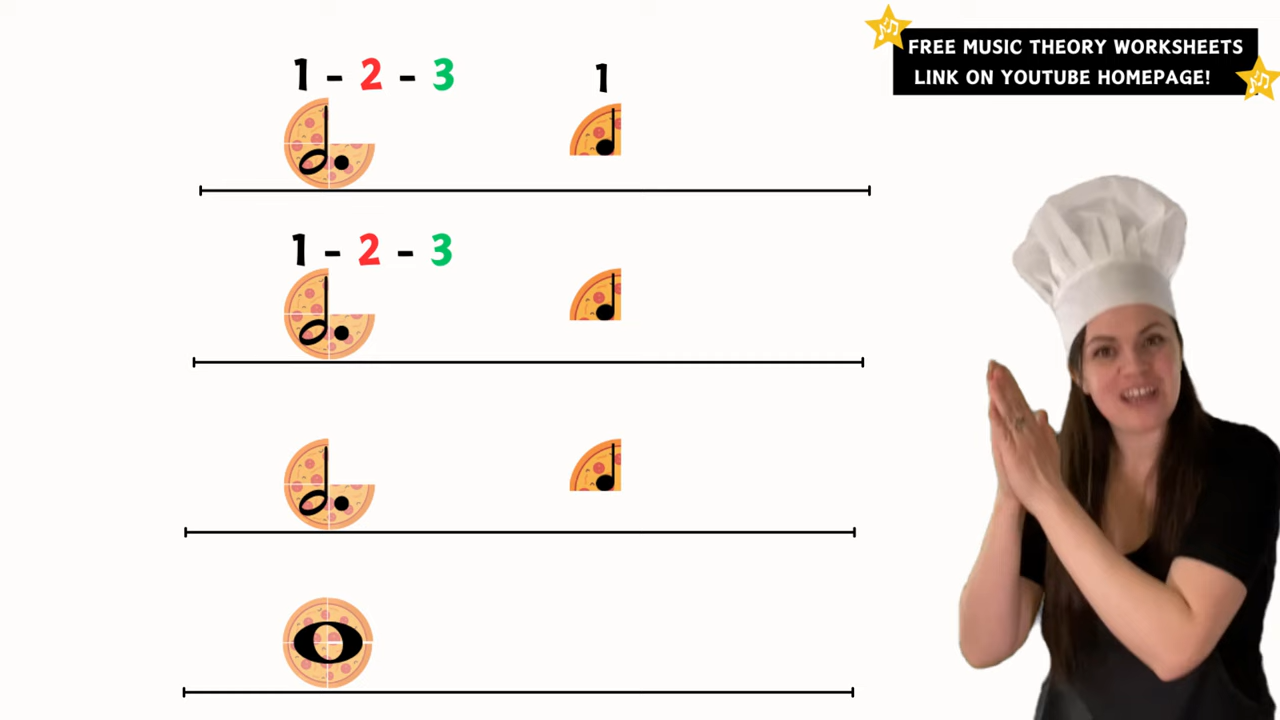 FREE MUSIC THEORY WORKSHEETS
LINK ON YOUTUBE HOMEPAGE!
1 - 2 - 3
1
1 - 2 - 3